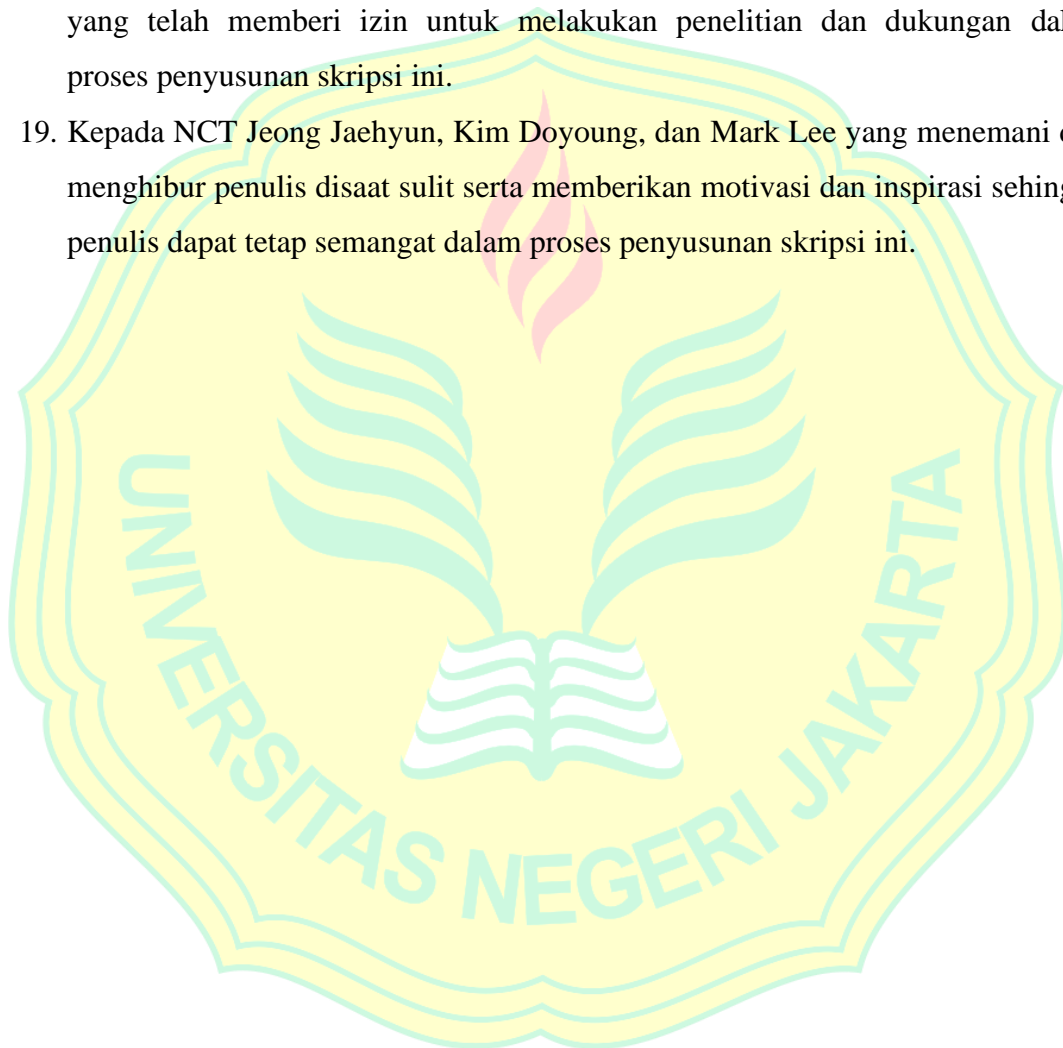 yang telah memberi izin untuk melakukan penelitian dan dukungan
proses penyusunan skripsi ini.
19. Kepada NCT Jeong Jaehyun, Kim Doyoung, dan Mark Lee yang menemani
menghibur penulis disaat sulit serta memberikan motivasi dan inspirasi
penulis dapat tetap semangat dalam proses penyusunan skripsi ini.
UNIVERSITAS NEGERI JAKARTA